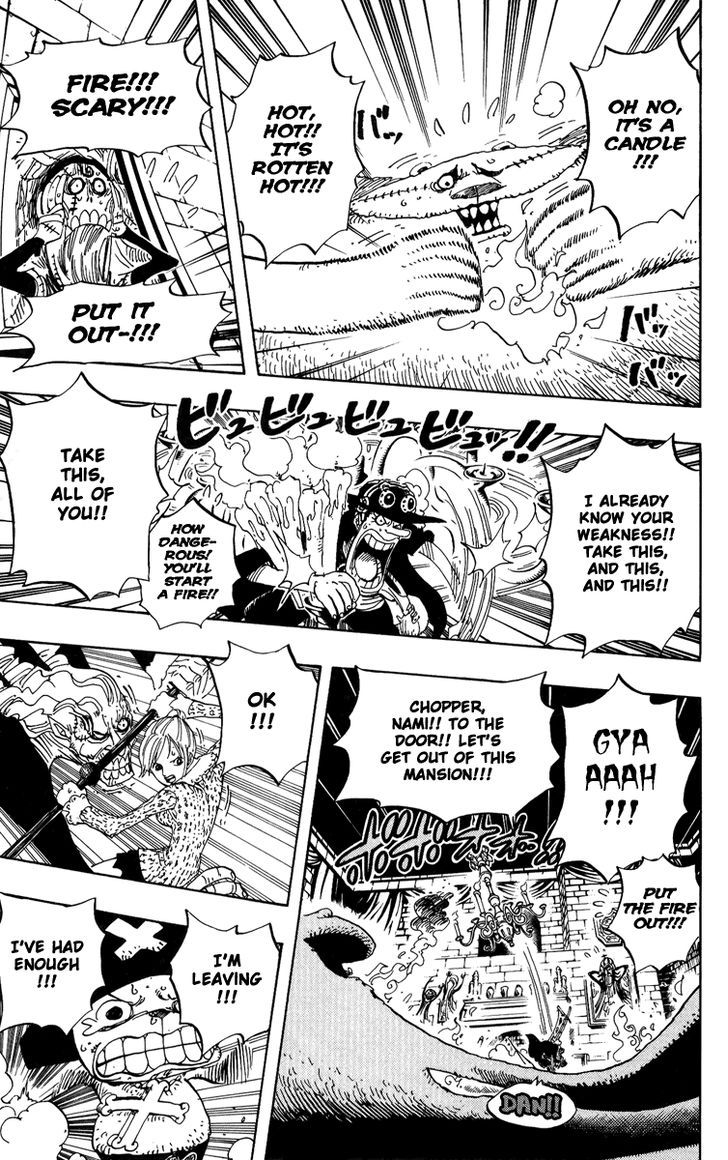 OH NO,
IT'S A
CANDLE
!!!
HOT,
HOT!!
IT'S
ROTTEN
HOT!!!
バッ
バッ
バッ
FIRE!!!
SCARY!!!
PUT IT
OUT-!!!
ビュビュビュビュッ!!
I ALREADY
KNOW YOUR
WEAKNESS!!
TAKE THIS,
AND THIS,
AND THIS!!
HOW
DANGE-
ROUS!
YOU'LL
START
A FIRE!!
TAKE
THIS,
ALL OF
YOU!!
GYA
AAAH
!!!
CHOPPER,
NAMI!! TO THE
DOOR!! LET'S
GET OUT OF THIS
MANSION!!!
PUT
THE FIRE
OUT!!!
DAN!!
OK
!!!
I'M
LEAVING
!!!
I'VE HAD
ENOUGH !!!